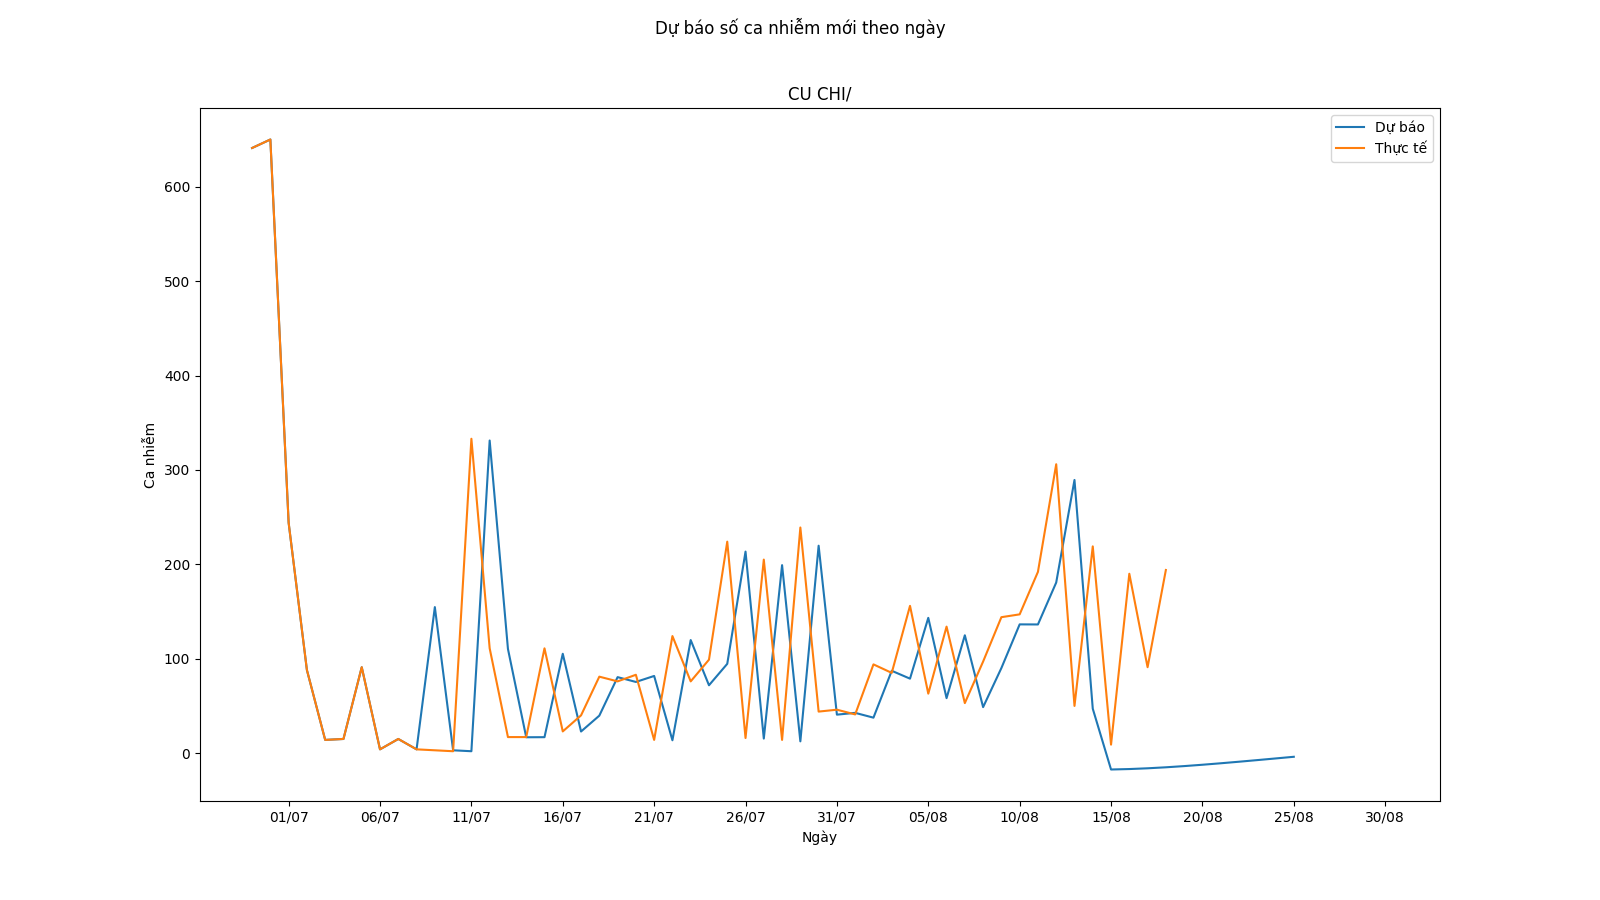 Dự báo số ca nhiễm mới theo ngày
CU CHI/
Dự báo
Thực tế
600
500
400
300
200
100
0
Ca nhiễm
01/07 06/07 11/07 16/07 21/07 26/07 31/07 05/08 10/08 15/08 20/08 25/08 30/08
Ngày